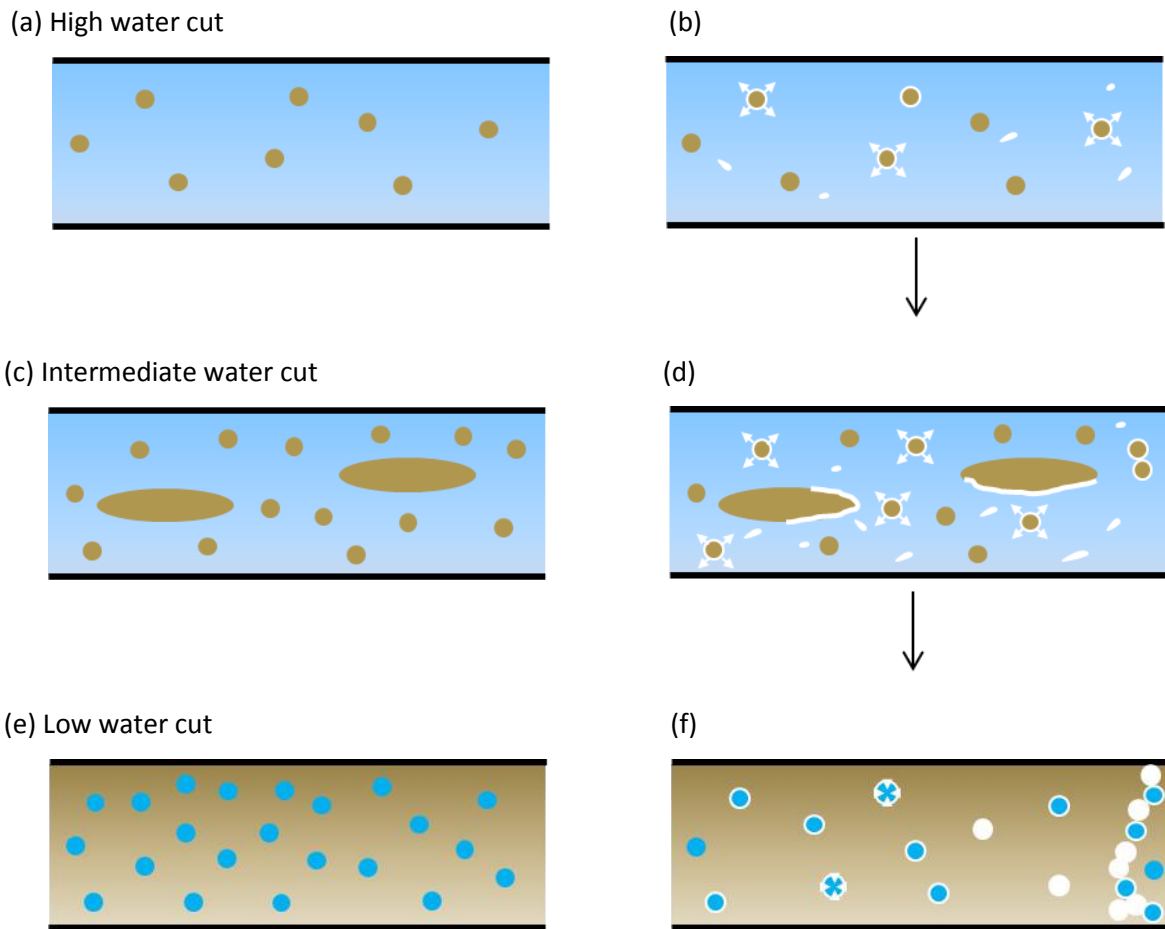 (a) High water cut
(b)
(c) Intermediate water cut
(d)
(e) Low water cut
(f)